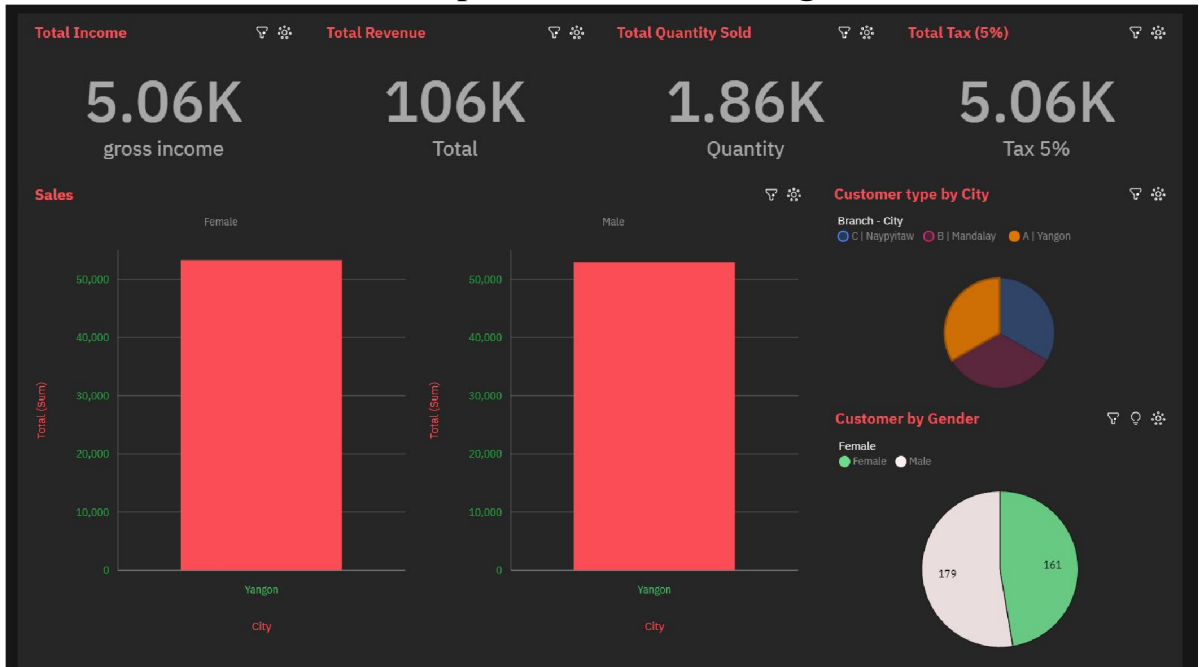 Total Income
Total Revenue
Total Quantity Sold
Total Tax (5%)
5.06K
gross income
106K
Total
1.86K
Quantity
5.06K
Tax 5%
Sales
Female
Total (Sum)
50,000
40,000
30,000
20,000
10,000
0
Yangon
City
Male
Total (Sum)
50,000
40,000
30,000
20,000
10,000
0
Yangon
City
Customer type by City
Branch - City
C | Naypyitaw B | Mandalay A | Yangon
Customer by Gender
Female
Female Male
179
161